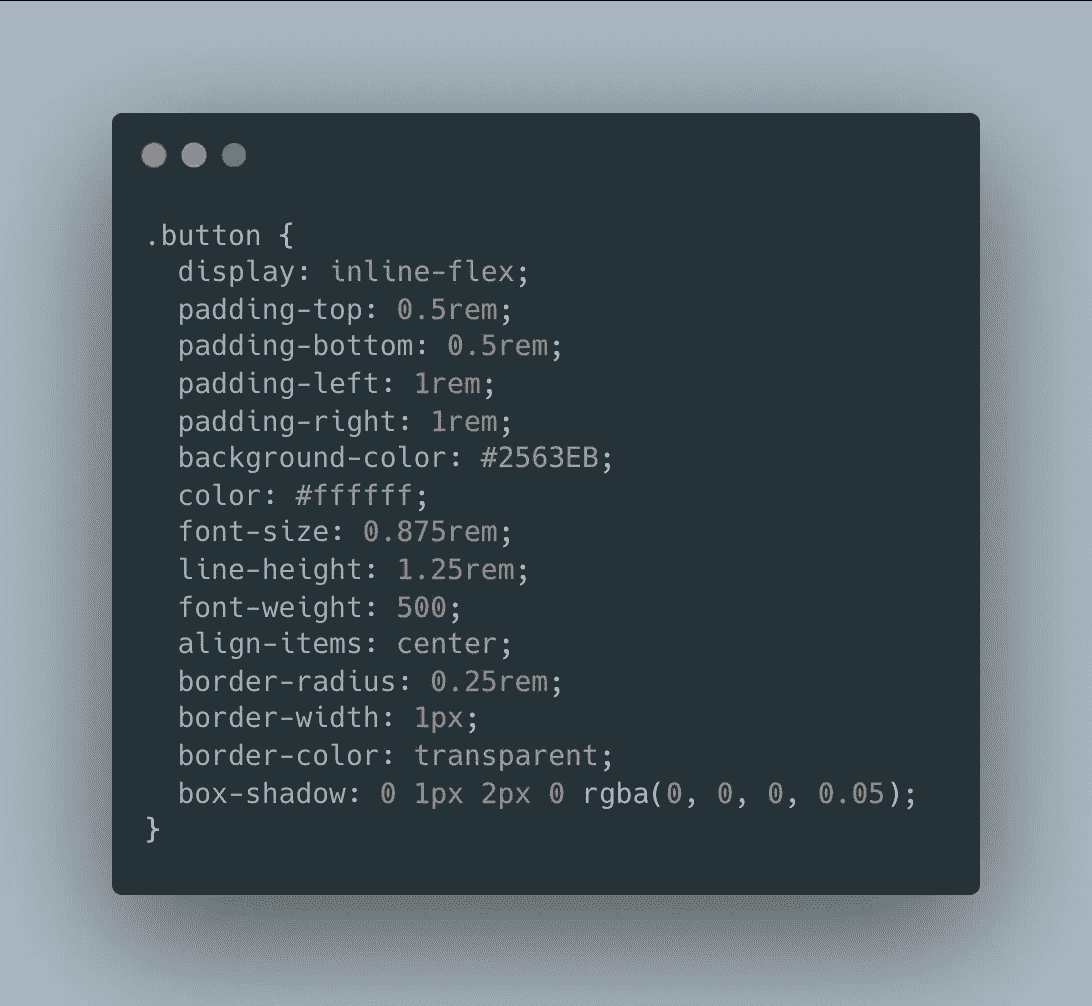 .button {
  display: inline-flex;
  padding-top: 0.5rem;
  padding-bottom: 0.5rem;
  padding-left: 1rem;
  padding-right: 1rem;
  background-color: #2563EB;
  color: #ffffff;
  font-size: 0.875rem;
  line-height: 1.25rem;
  font-weight: 500;
  align-items: center;
  border-radius: 0.25rem;
  border-width: 1px;
  border-color: transparent;
  box-shadow: 0 1px 2px 0 rgba(0, 0, 0, 0.05);
}